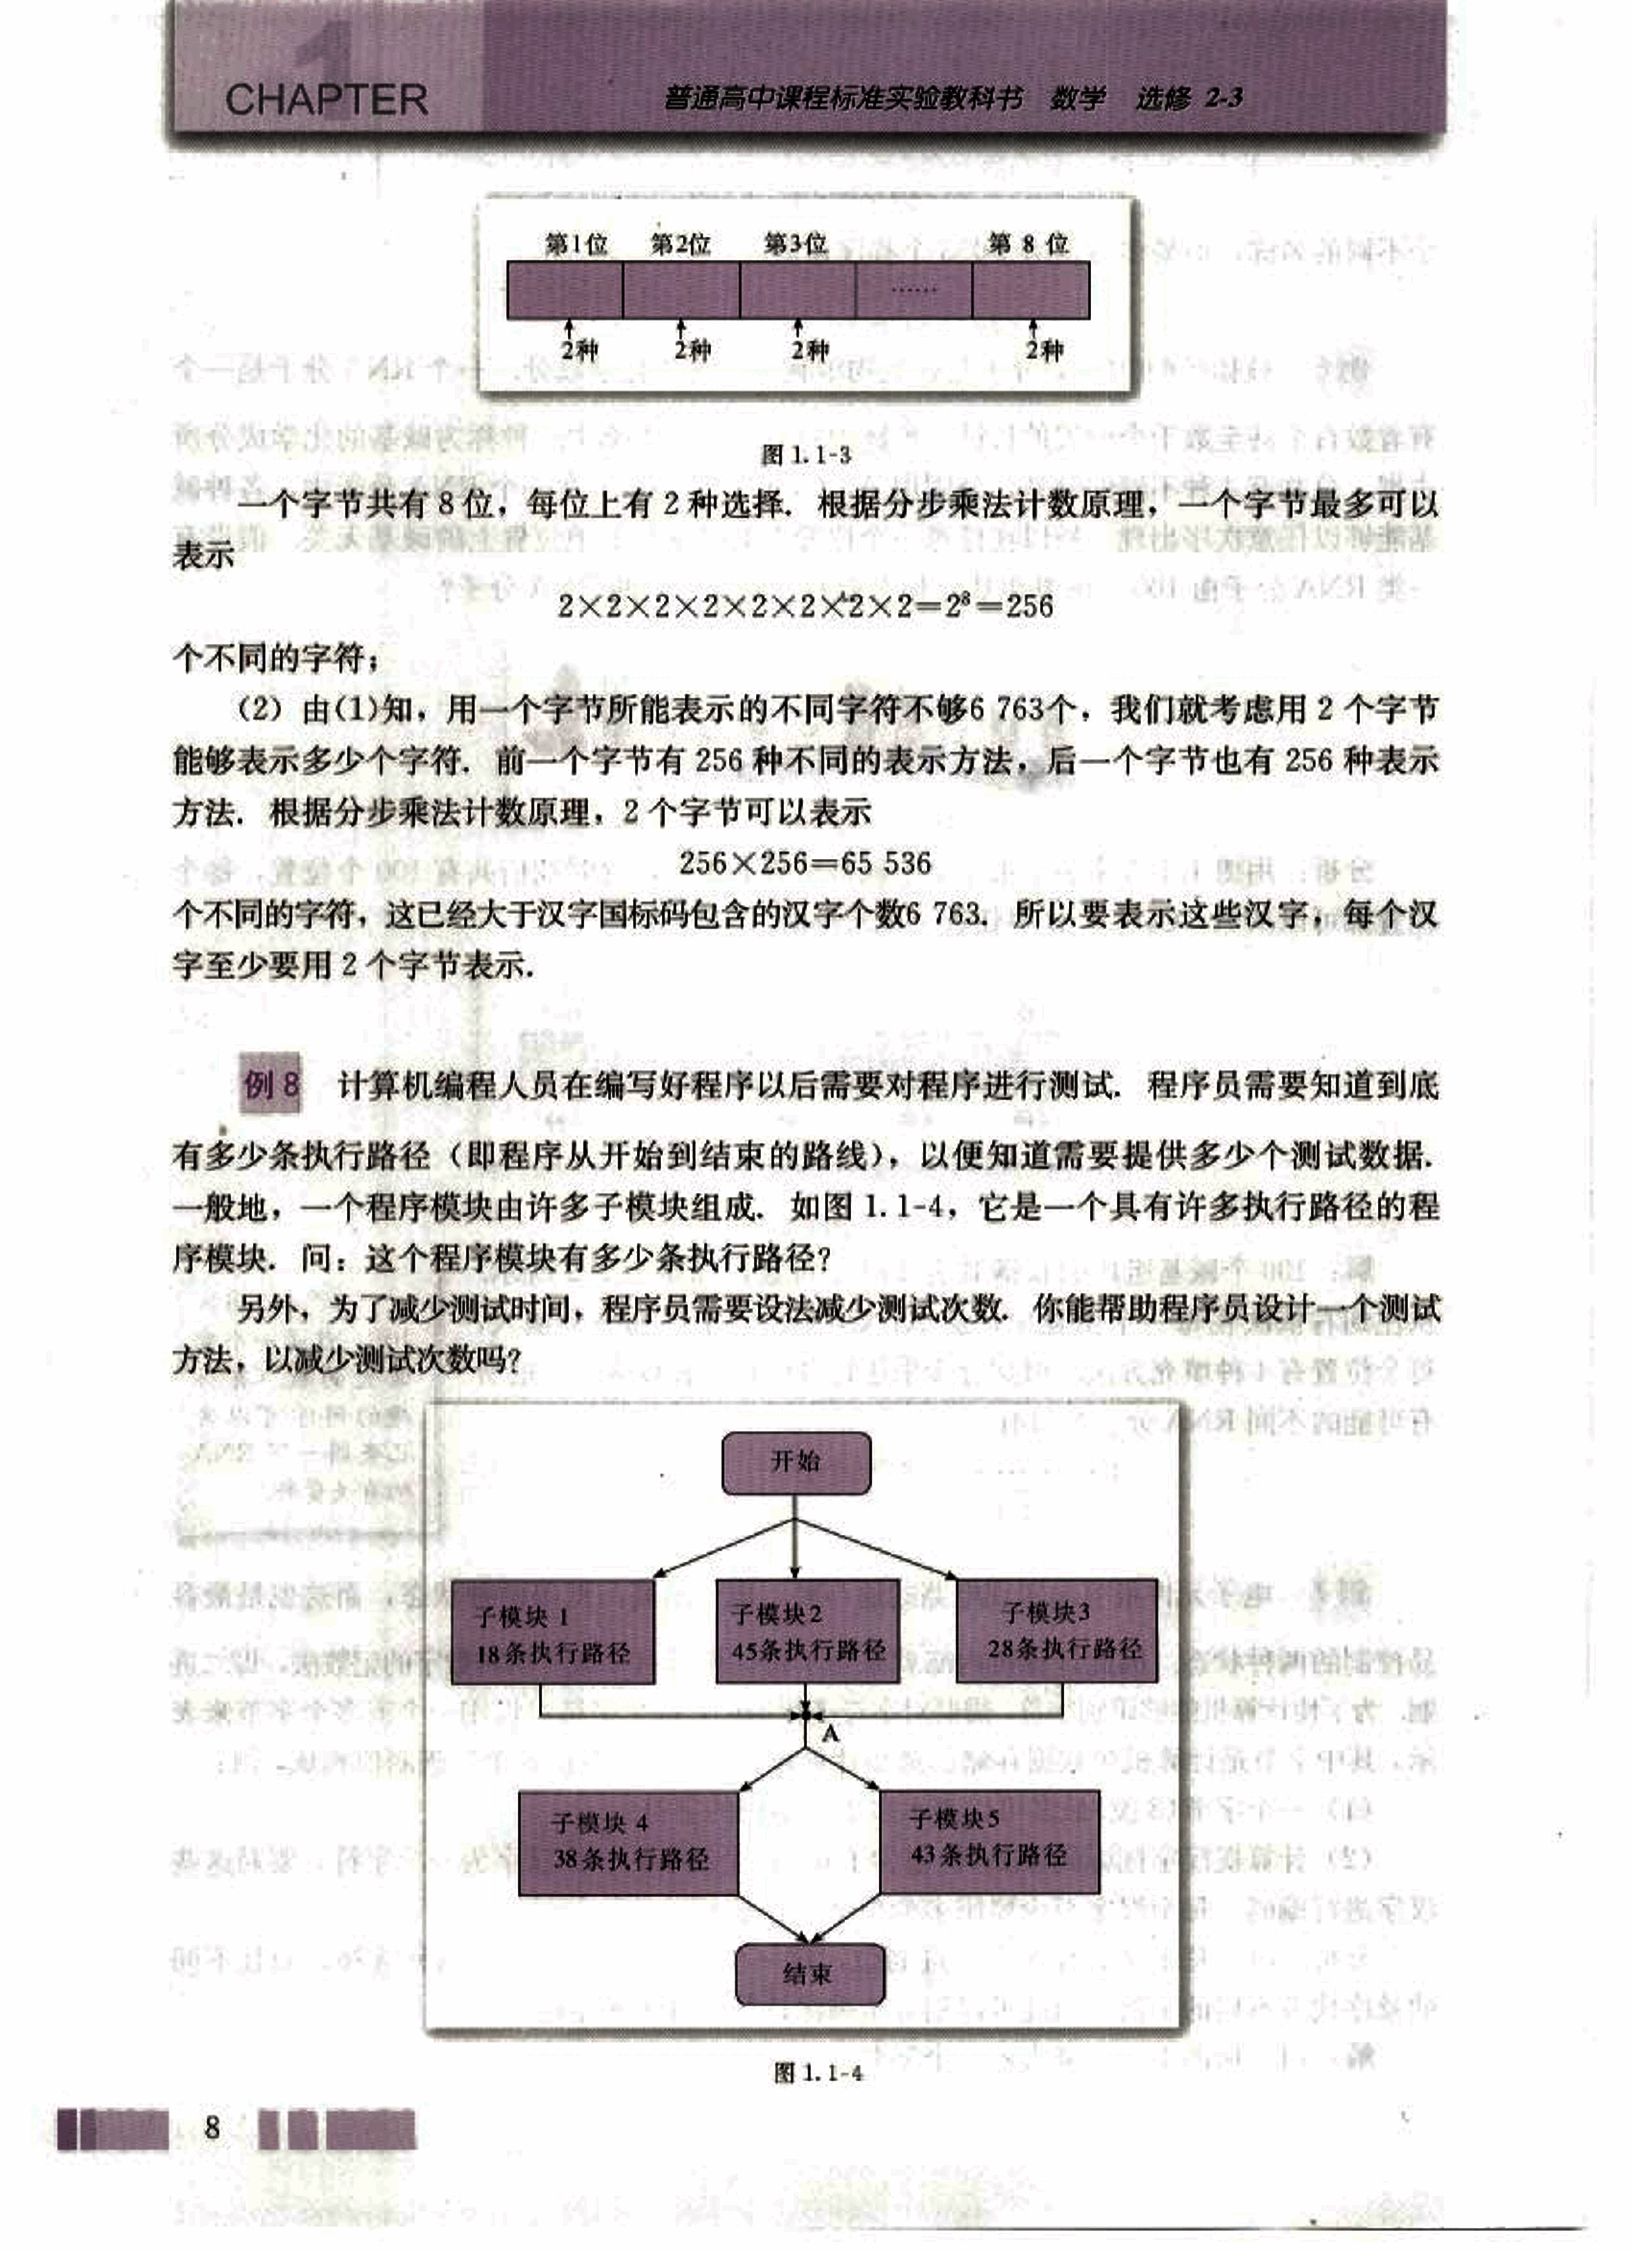 1
CHAPTER
普通高中课程标准实验教科书 数学 选修 2-3
第1位 第2位 第3位 第 8 位
……
2种 2种 2种 2种
图 1.1-3
一个字节共有 8 位，每位上有 2 种选择. 根据分步乘法计数原理，一个字节最多可以
表示
2×2×2×2×2×2×2×2=2⁸=256
个不同的字符；
（2）由(1)知，用一个字节所能表示的不同字符不够6 763个，我们就考虑用 2 个字节
能够表示多少个字符. 前一个字节有 256 种不同的表示方法，后一个字节也有 256 种表示
方法. 根据分步乘法计数原理，2 个字节可以表示
256×256=65 536
个不同的字符，这已经大于汉字国标码包含的汉字个数6 763. 所以要表示这些汉字，每个汉
字至少要用 2 个字节表示.
例 8 计算机编程人员在编写好程序以后需要对程序进行测试. 程序员需要知道到底
有多少条执行路径（即程序从开始到结束的路线），以便知道需要提供多少个测试数据.
一般地，一个程序模块由许多子模块组成. 如图 1.1-4，它是一个具有许多执行路径的程
序模块. 问：这个程序模块有多少条执行路径？
另外，为了减少测试时间，程序员需要设法减少测试次数. 你能帮助程序员设计一个测试
方法，以减少测试次数吗？
开始
子模块 1 子模块2 子模块3
18条执行路径 45条执行路径 28条执行路径
A
子模块 4 子模块5
38条执行路径 43条执行路径
结束
图 1.1-4
8